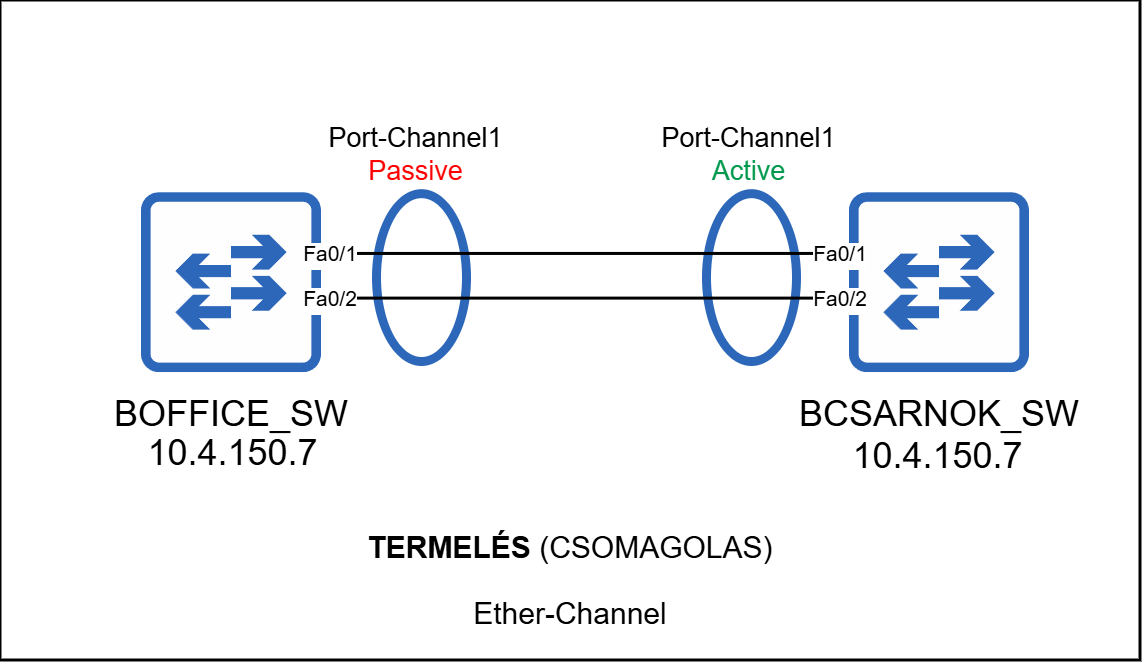 Port-Channel1
Passive
Port-Channel1
Active
Fa0/1
Fa0/1
Fa0/2
Fa0/2
BOFFICE_SW
10.4.150.7
BCSARNOK_SW
10.4.150.7
TERMELÉS (CSOMAGOLAS)
Ether-Channel